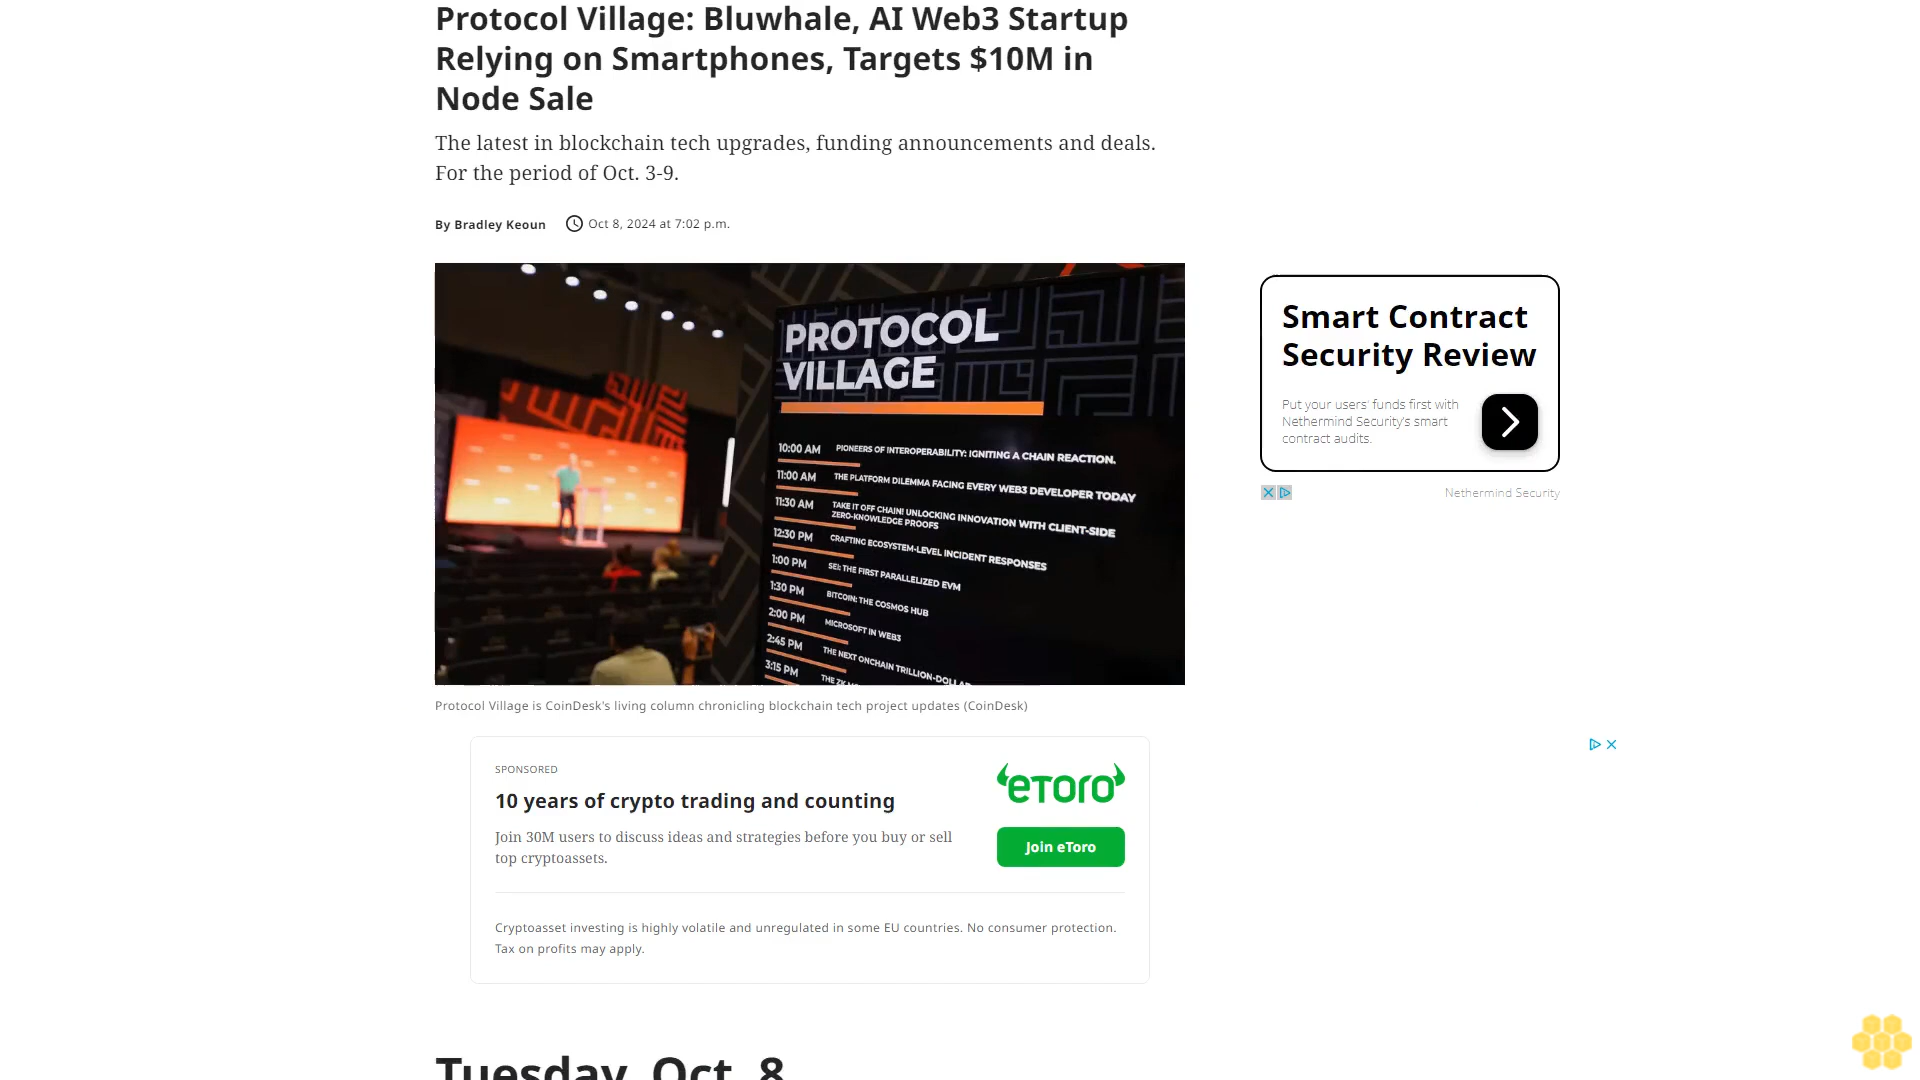 Protocol Village: Bluwhale, AI Web3 Startup
Relying on Smartphones, Targets $10M in
Node Sale
The latest in blockchain tech upgrades, funding announcements and deals.
For the period of Oct. 3-9.
By Bradley Keoun
Oct 8, 2024 at 7:02 p.m.
PROTOCOL
VILLAGE
10:00 AM PIONEERS OF INTEROPERABILITY: IGNITING A CHAIN REACTION.
11:00 AM THE PLATFORM DILEMMA FACING EVERY WEB3 DEVELOPER TODAY
11:30 AM TAKE IT OFF CHAIN! UNLOCKING INNOVATION WITH CLIENT-SIDE
ZERO-KNOWLEDGE PROOFS
12:30 PM CRAFTING ECOSYSTEM-LEVEL INCIDENT RESPONSES
1:00 PM SEI: THE FIRST PARALLELIZED EVM
1:30 PM BITCOIN: THE COSMOS HUB
2:00 PM MICROSOFT IN WEB3
2:45 PM THE NEXT ONCHAIN TRILLION-DOLLAR
3:15 PM THE ZK
Protocol Village is CoinDesk's living column chronicling blockchain tech project updates (CoinDesk)
Smart Contract
Security Review
Put your users' funds first with
Nethermind Security's smart
contract audits.
Nethermind Security
SPONSORED
10 years of crypto trading and counting
Join 30M users to discuss ideas and strategies before you buy or sell
top cryptoassets.
eToro
Join eToro
Cryptoasset investing is highly volatile and unregulated in some EU countries. No consumer protection.
Tax on profits may apply.
Tuesday, Oct. 8